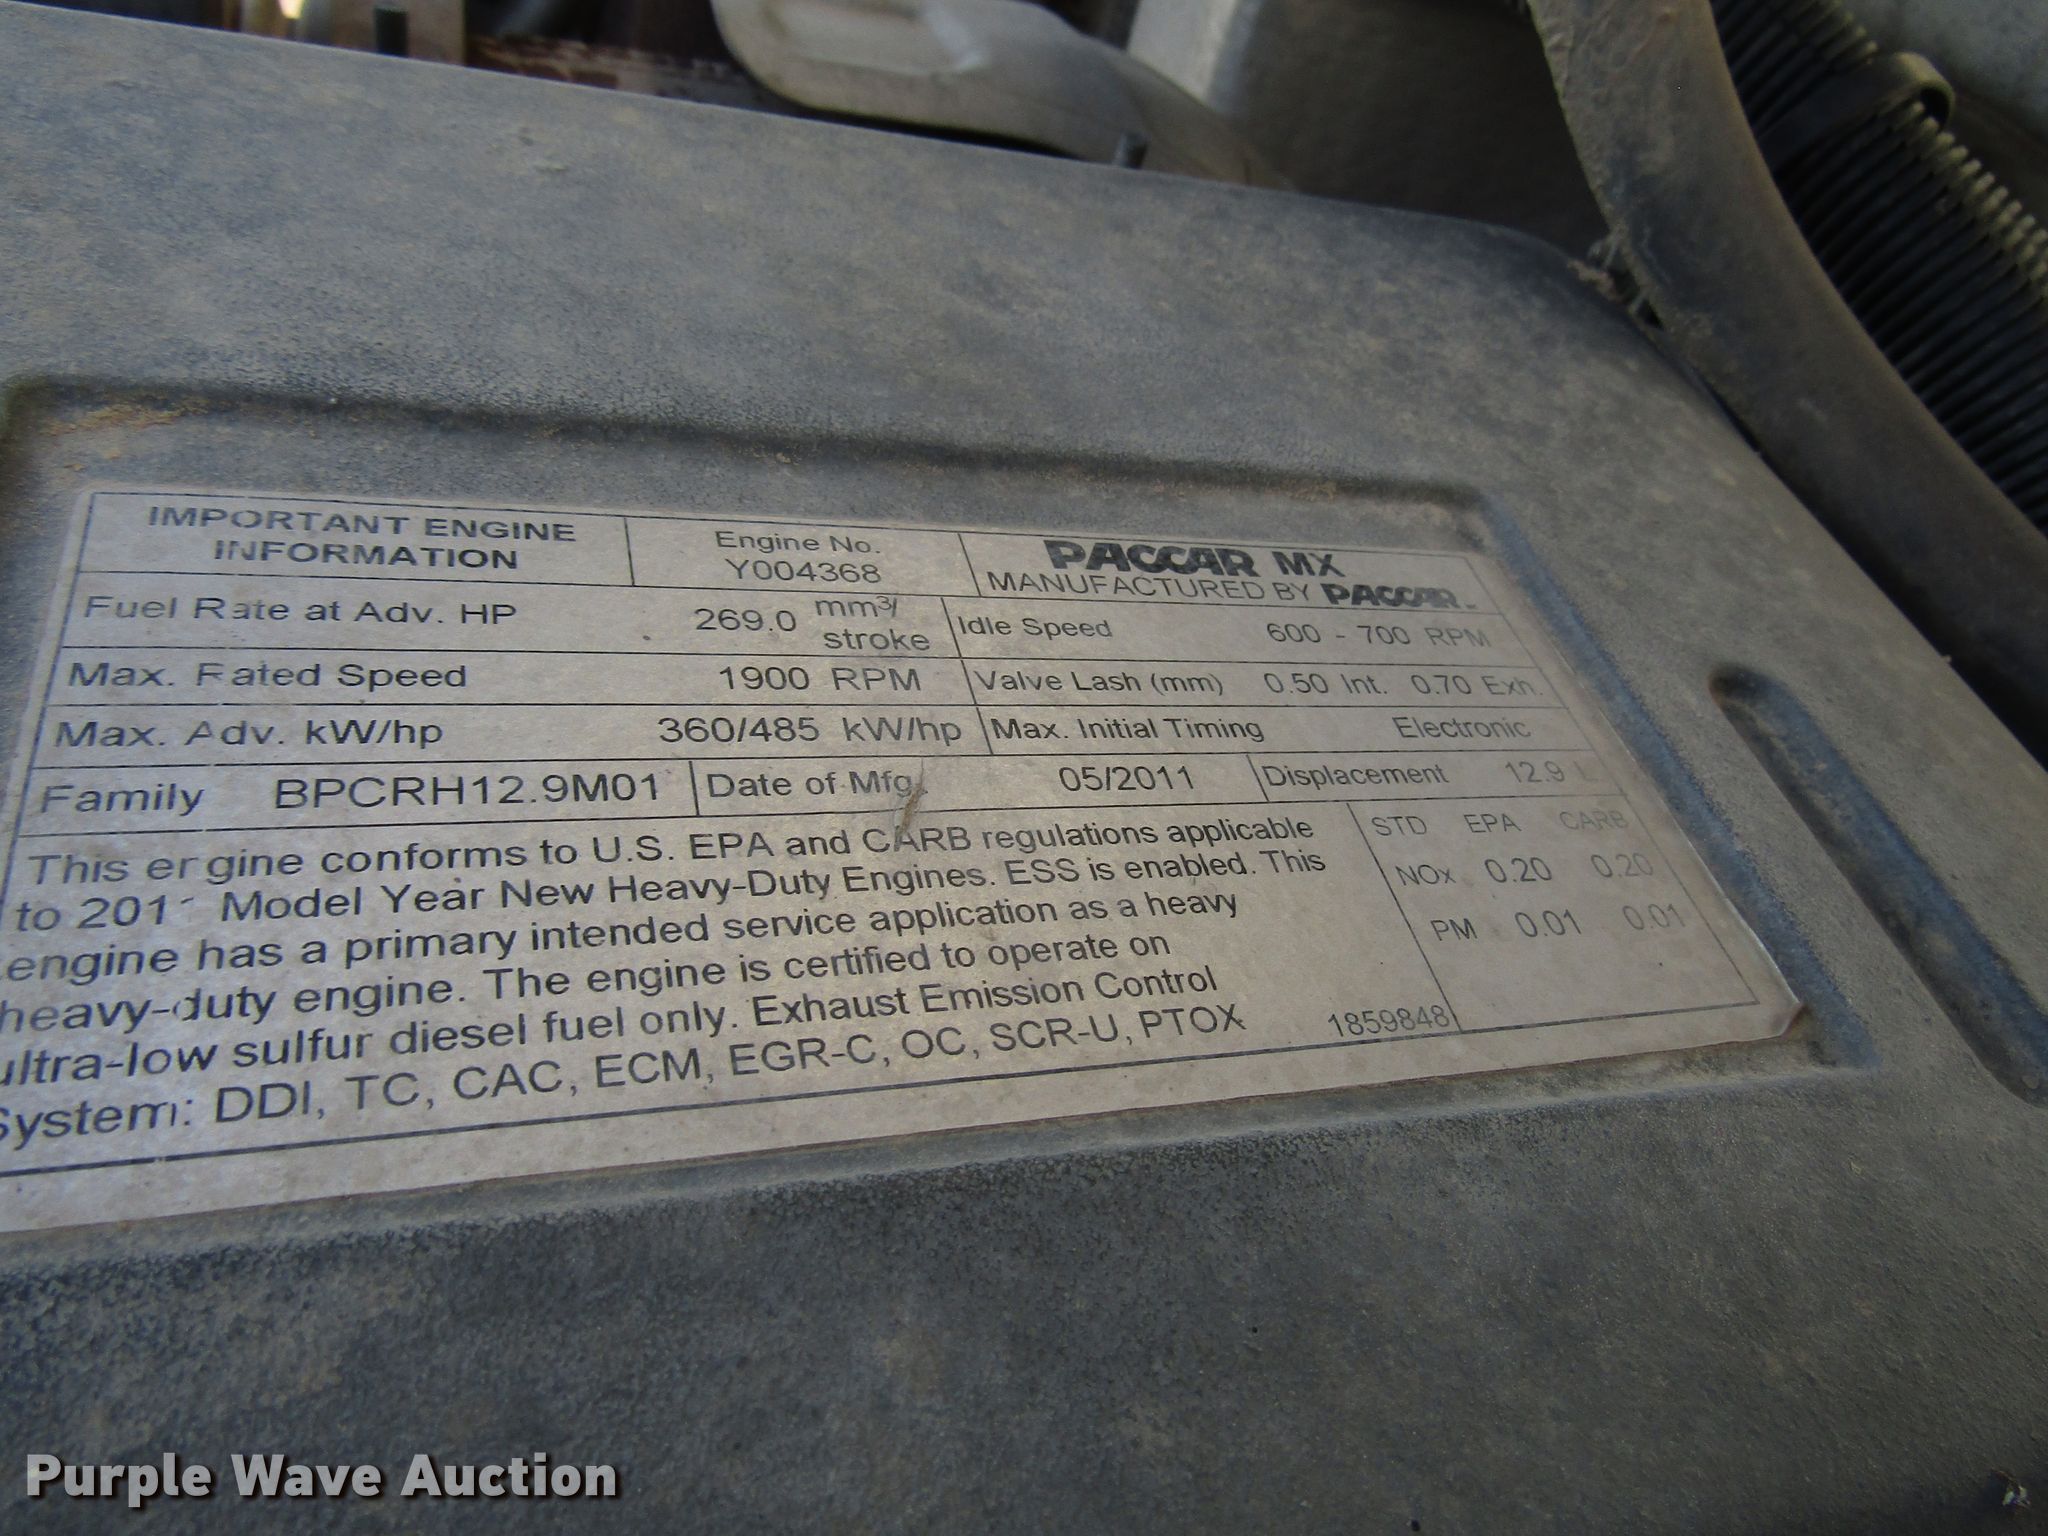 IMPORTANT ENGINE
INFORMATION
Engine No.
Y004368
PACCAR MX
MANUFACTURED BY PACCAR
Fuel Rate at Adv. HP 269.0 mm³/
stroke
Idle Speed 600 - 700 RPM
Max. Rated Speed 1900 RPM
Valve Lash (mm) 0.50 Int. 0.70 Exh.
Max. Adv. kW/hp 360/485 kW/hp
Max. Initial Timing Electronic
Family BPCRH12.9M01
Date of Mfg. 05/2011
Displacement 12.9 L
This engine conforms to U.S. EPA and CARB regulations applicable
to 2011 Model Year New Heavy-Duty Engines. ESS is enabled. This
engine has a primary intended service application as a heavy
heavy-duty engine. The engine is certified to operate on
ultra-low sulfur diesel fuel only. Exhaust Emission Control
System: DDI, TC, CAC, ECM, EGR-C, OC, SCR-U, PTOX
STD EPA CARB
NOx 0.20 0.20
PM 0.01 0.01
1859848
Purple Wave Auction